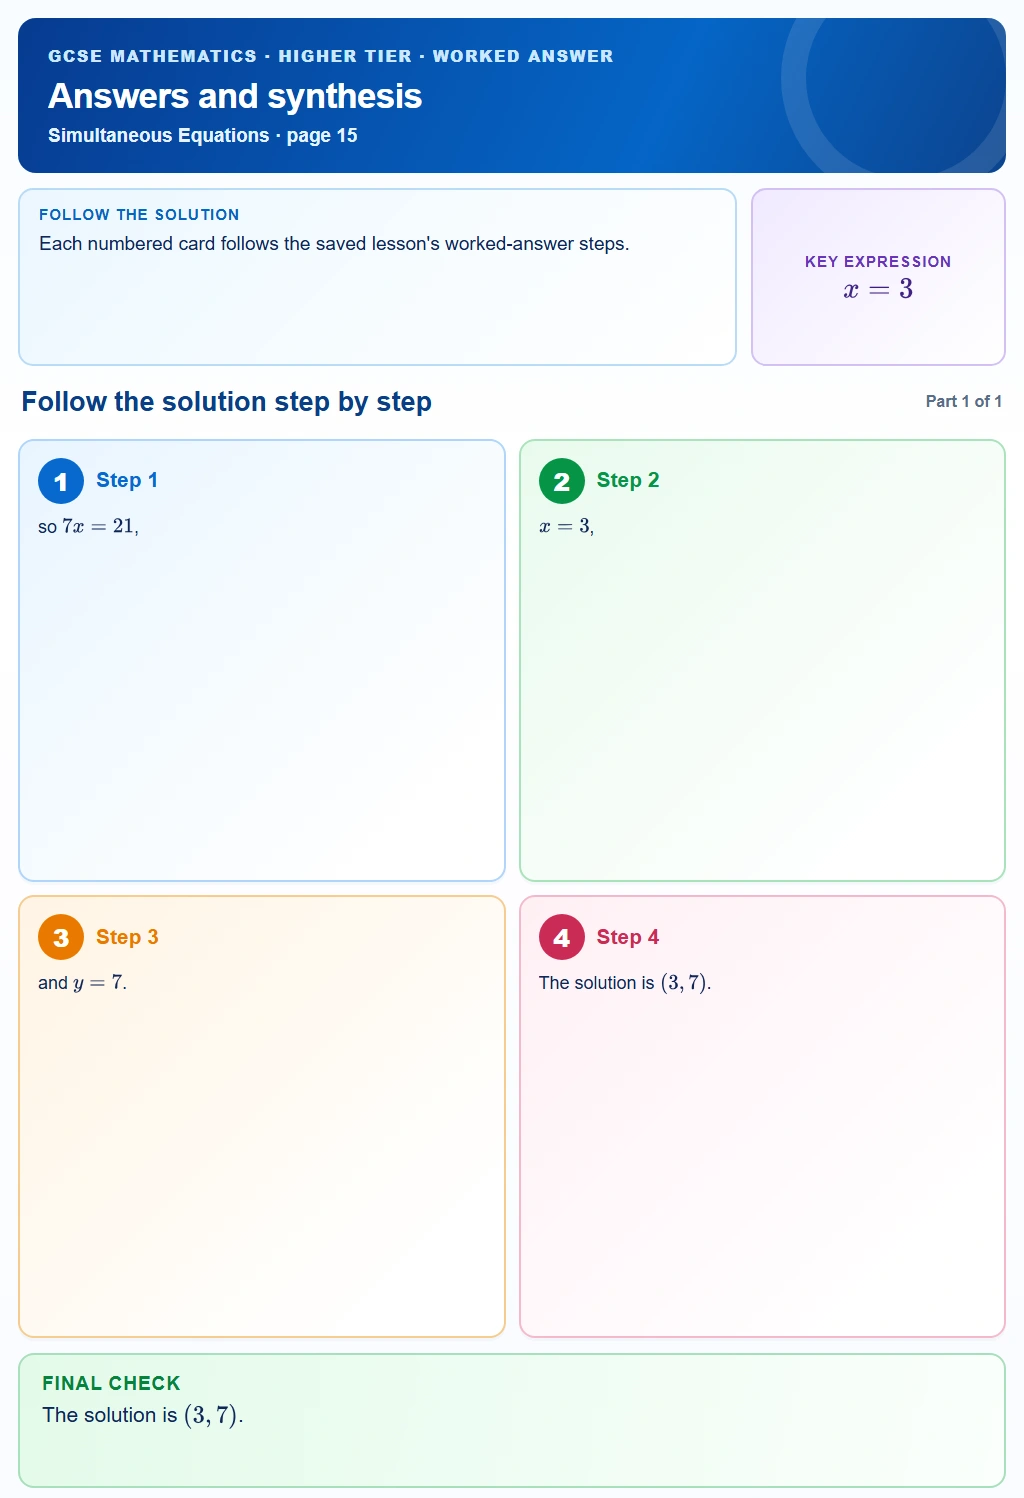 GCSE MATHEMATICS · HIGHER TIER · WORKED ANSWER
Answers and synthesis
Simultaneous Equations · page 15
FOLLOW THE SOLUTION
Each numbered card follows the saved lesson's worked-answer steps.
KEY EXPRESSION
x = 3
Follow the solution step by step
Part 1 of 1
1 Step 1
so 7x = 21,
2 Step 2
x = 3,
3 Step 3
and y = 7.
4 Step 4
The solution is (3, 7).
FINAL CHECK
The solution is (3, 7).